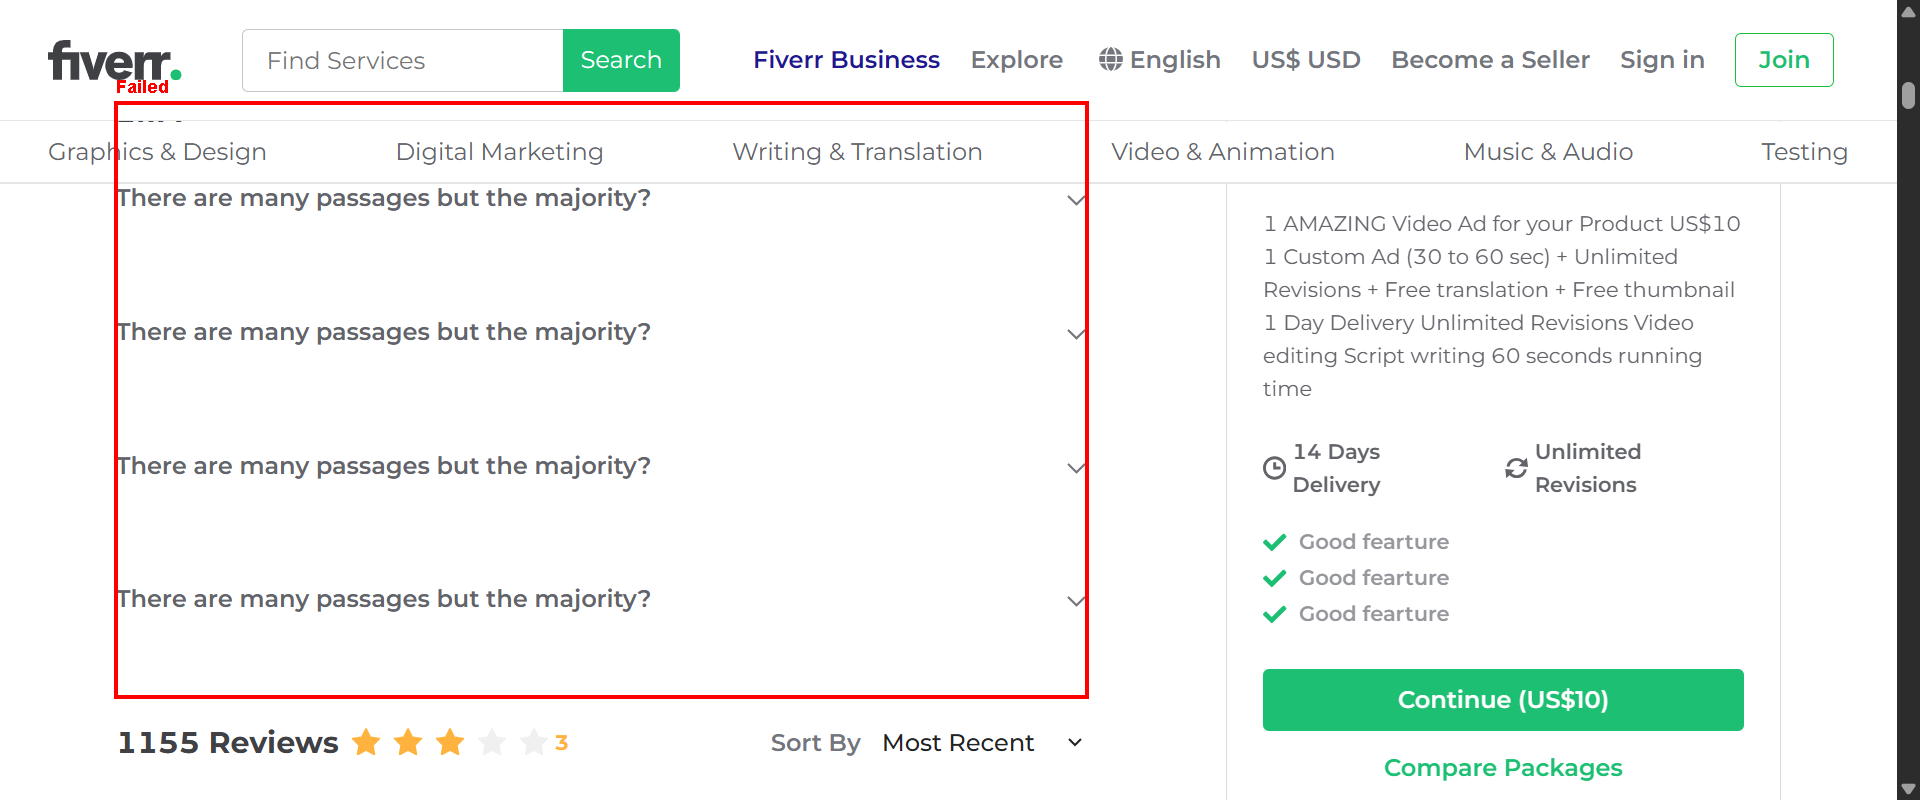 fiverr.
Find Services
Search
Fiverr Business
Explore
English
US$ USD
Become a Seller
Sign in
Join
Failed
Graphics & Design
Digital Marketing
Writing & Translation
Video & Animation
Music & Audio
Testing
There are many passages but the majority?
There are many passages but the majority?
There are many passages but the majority?
There are many passages but the majority?
1155 Reviews
3
Sort By
Most Recent
1 AMAZING Video Ad for your Product US$10
1 Custom Ad (30 to 60 sec) + Unlimited
Revisions + Free translation + Free thumbnail
1 Day Delivery Unlimited Revisions Video
editing Script writing 60 seconds running
time
14 Days
Delivery
Unlimited
Revisions
Good fearture
Good fearture
Good fearture
Continue (US$10)
Compare Packages